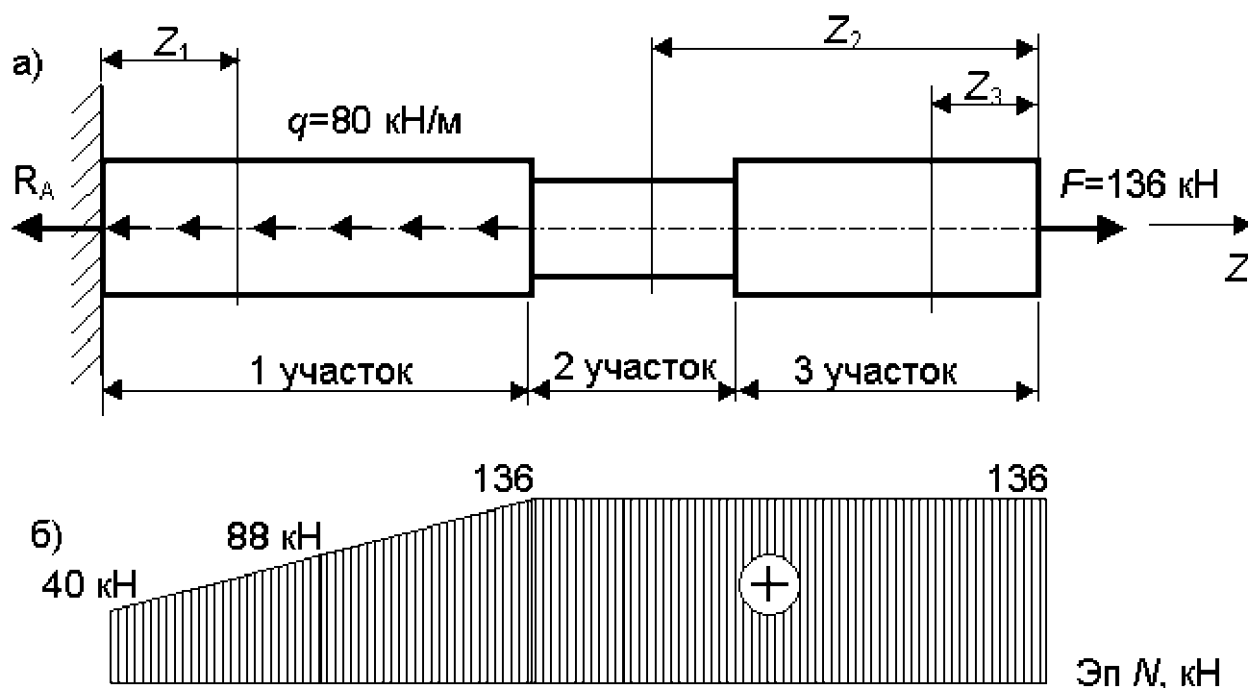 а)
Z₁
Z₂
Z₃
q=80 кН/м
R_A
F=136 кН
Z
1 участок
2 участок
3 участок
б)
136
136
88 кН
40 кН
+
Эп N, кН